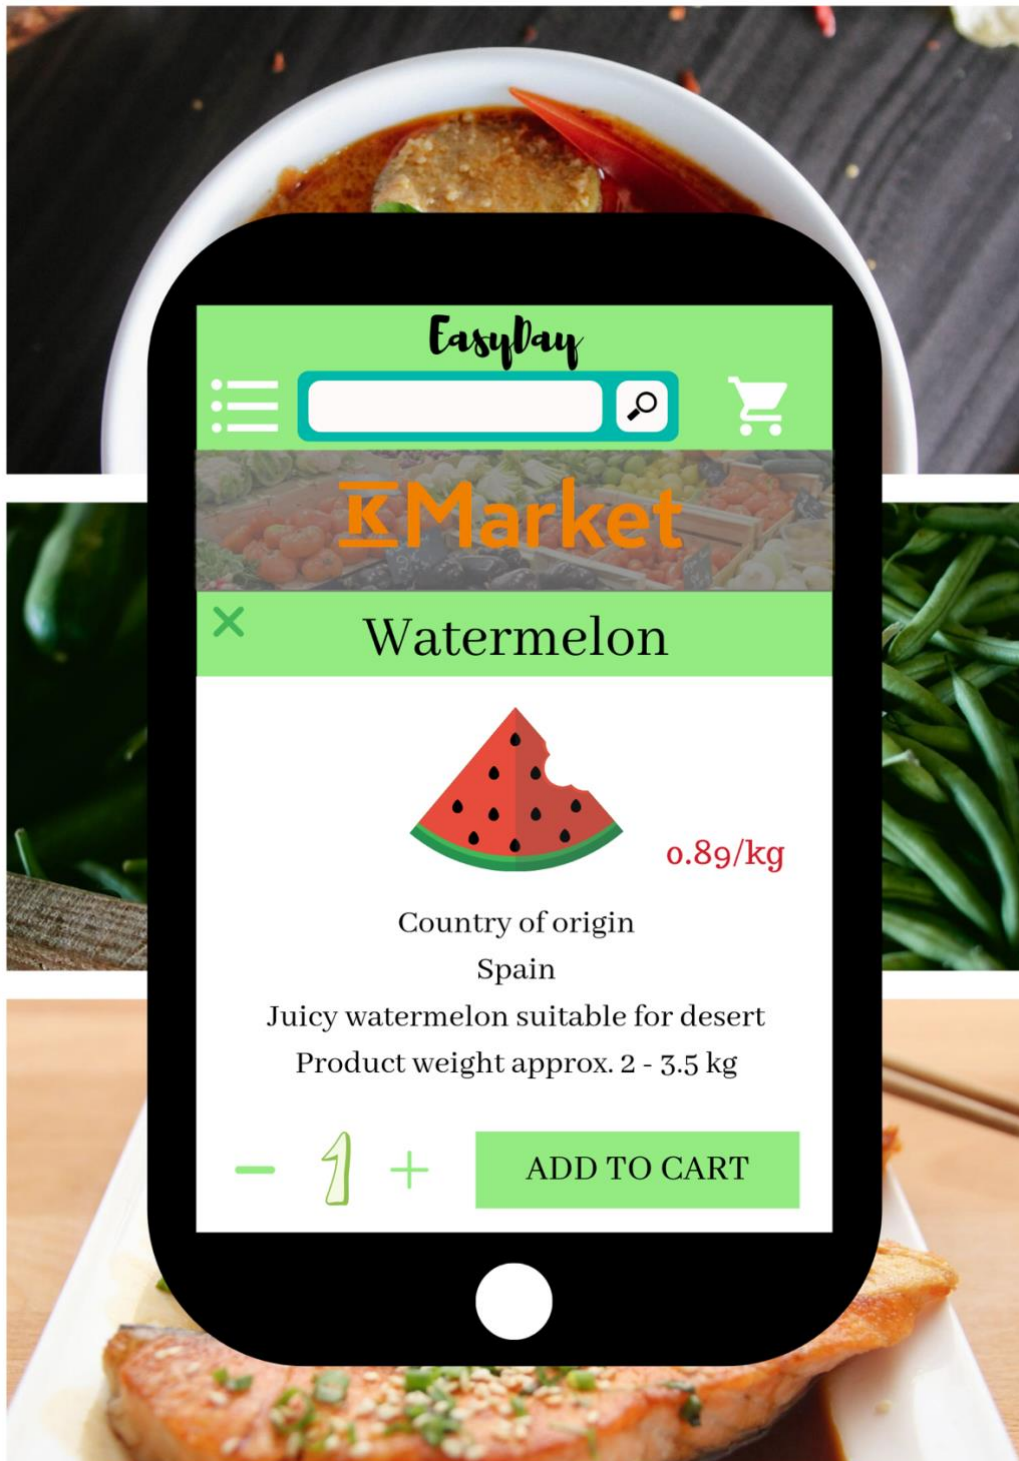 EasyDay
K Market
Watermelon
0.89/kg
Country of origin
Spain
Juicy watermelon suitable for desert
Product weight approx. 2 - 3.5 kg
1
ADD TO CART